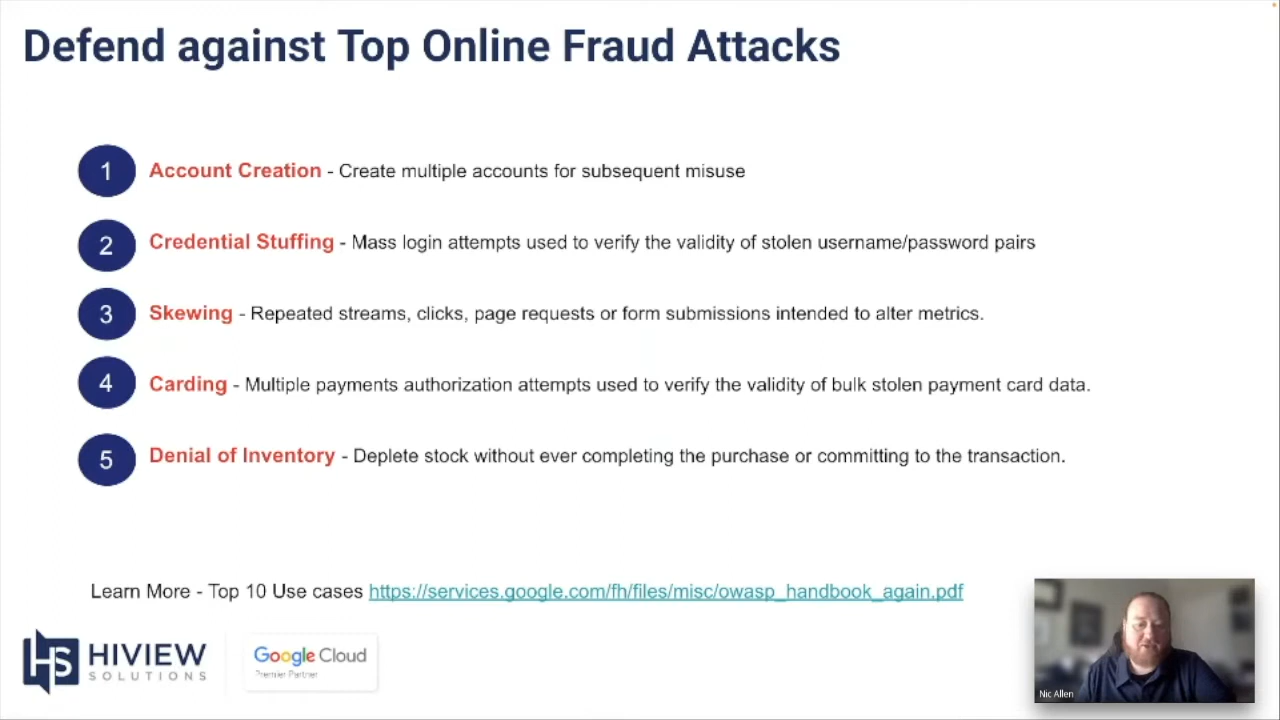 Defend against Top Online Fraud Attacks
1 Account Creation - Create multiple accounts for subsequent misuse
2 Credential Stuffing - Mass login attempts used to verify the validity of stolen username/password pairs
3 Skewing - Repeated streams, clicks, page requests or form submissions intended to alter metrics.
4 Carding - Multiple payments authorization attempts used to verify the validity of bulk stolen payment card data.
5 Denial of Inventory - Deplete stock without ever completing the purchase or committing to the transaction.
Learn More - Top 10 Use cases https://services.google.com/fh/files/misc/owasp_handbook_again.pdf
HS HIVIEW
SOLUTIONS
Google Cloud
Premier Partner
Nic Allen